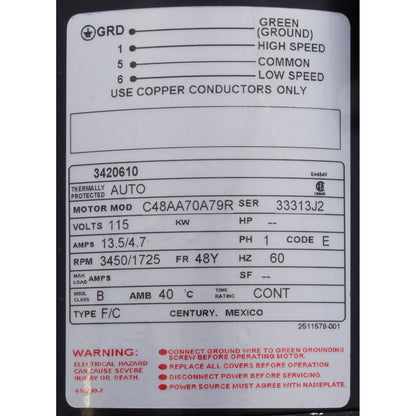 GRD GREEN (GROUND)
1 HIGH SPEED
5 COMMON
6 LOW SPEED
USE COPPER CONDUCTORS ONLY
3420610
THERMALLY PROTECTED AUTO
MOTOR MOD C48AA70A79R SER 33313J2
VOLTS 115 KW HP --
AMPS 13.5/4.7 PH 1 CODE E
RPM 3450/1725 FR 48Y HZ 60
MAX LOAD AMPS SF --
INSUL CLASS B AMB 40 °C TIME RATING CONT
TYPE F/C CENTURY, MEXICO
2511579-001
WARNING:
ELECTRICAL HAZARD
CAN CAUSE SEVERE
INJURY OR DEATH.
CONNECT GROUND WIRE TO GREEN GROUNDING
SCREW BEFORE OPERATING MOTOR.
REPLACE ALL COVERS BEFORE OPERATION.
DISCONNECT POWER BEFORE SERVICING.
POWER SOURCE MUST AGREE WITH NAMEPLATE.